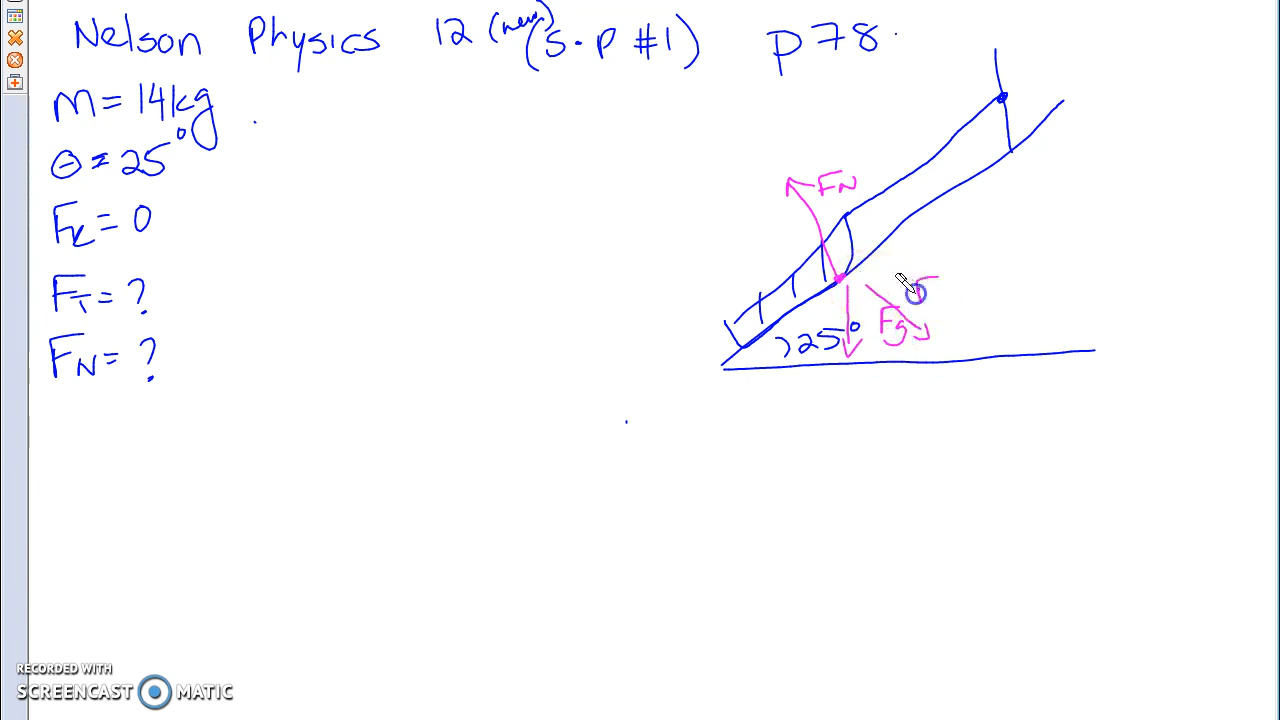 Nelson Physics 12 (new) (S.P #1) p78.
m = 14kg
θ = 25°
Fk = 0
FT = ?
FN = ?
FN
F
Fg
25°
RECORDED WITH
SCREENCAST MATIC